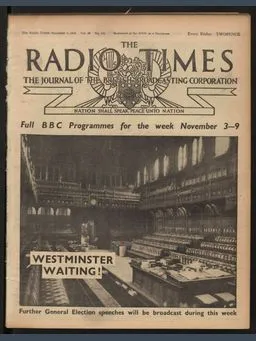 Every Friday. TWOPENCE
THE
RADIO TIMES
THE JOURNAL OF THE BRITISH BROADCASTING CORPORATION
NATION SHALL SPEAK PEACE UNTO NATION
Full BBC Programmes for the week November 3–9
WESTMINSTER
WAITING!
Further General Election speeches will be broadcast during this week